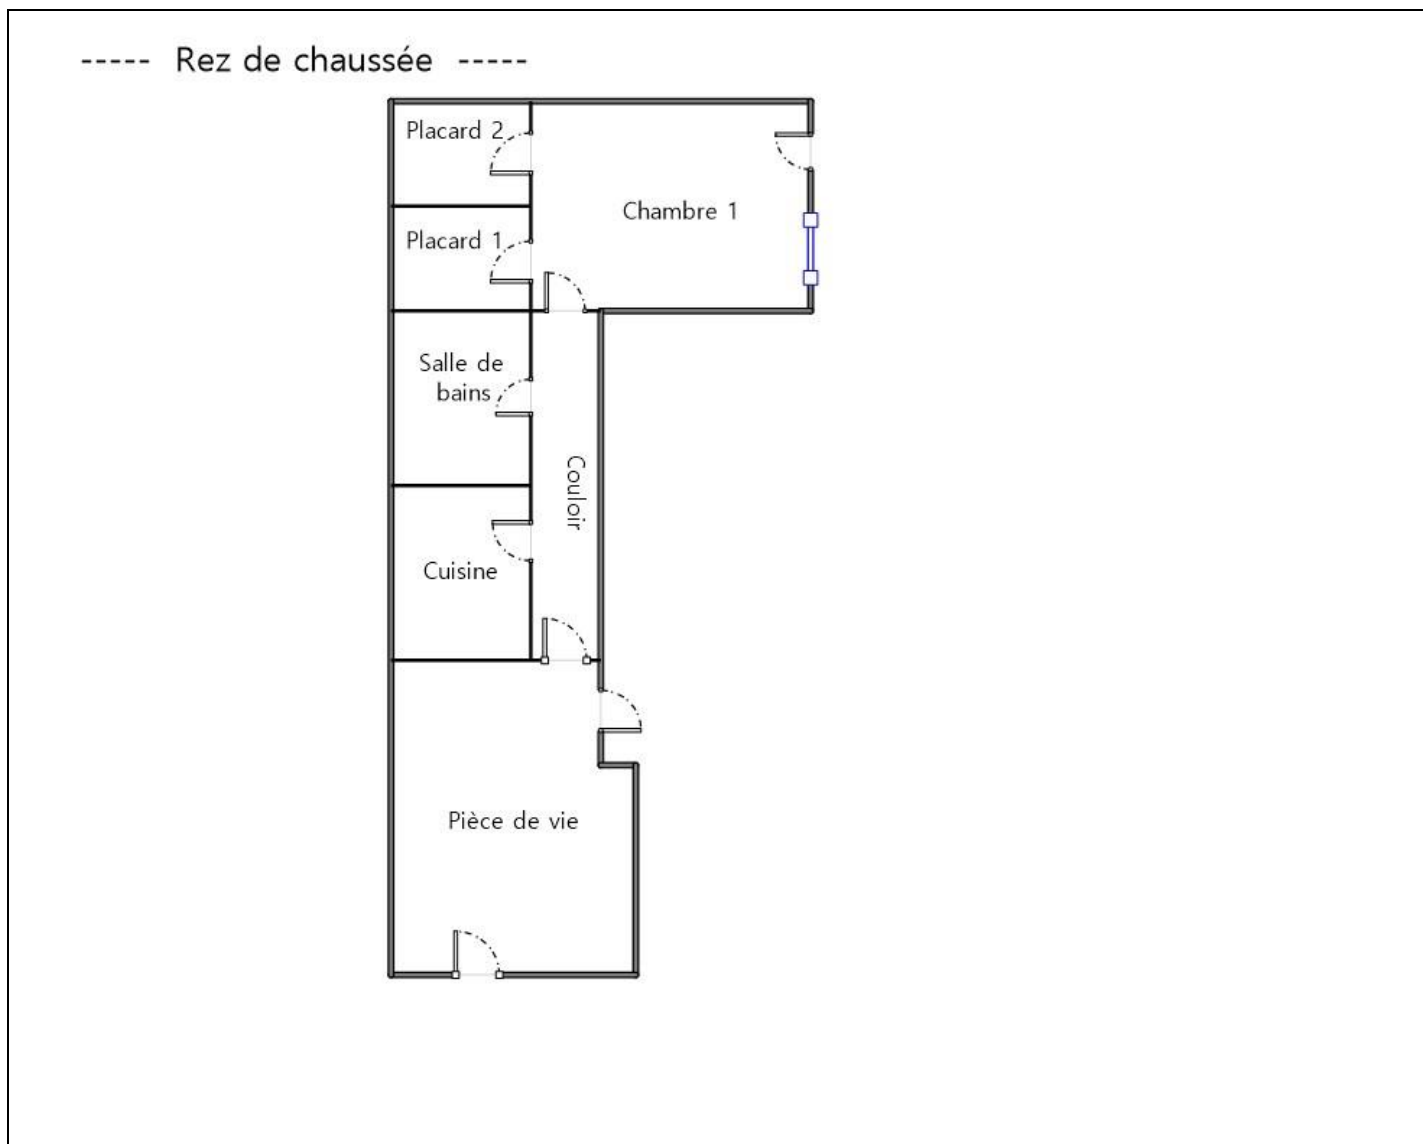 ----- Rez de chaussée -----
Placard 2
Chambre 1
Placard 1
Salle de
bains
Couloir
Cuisine
Pièce de vie